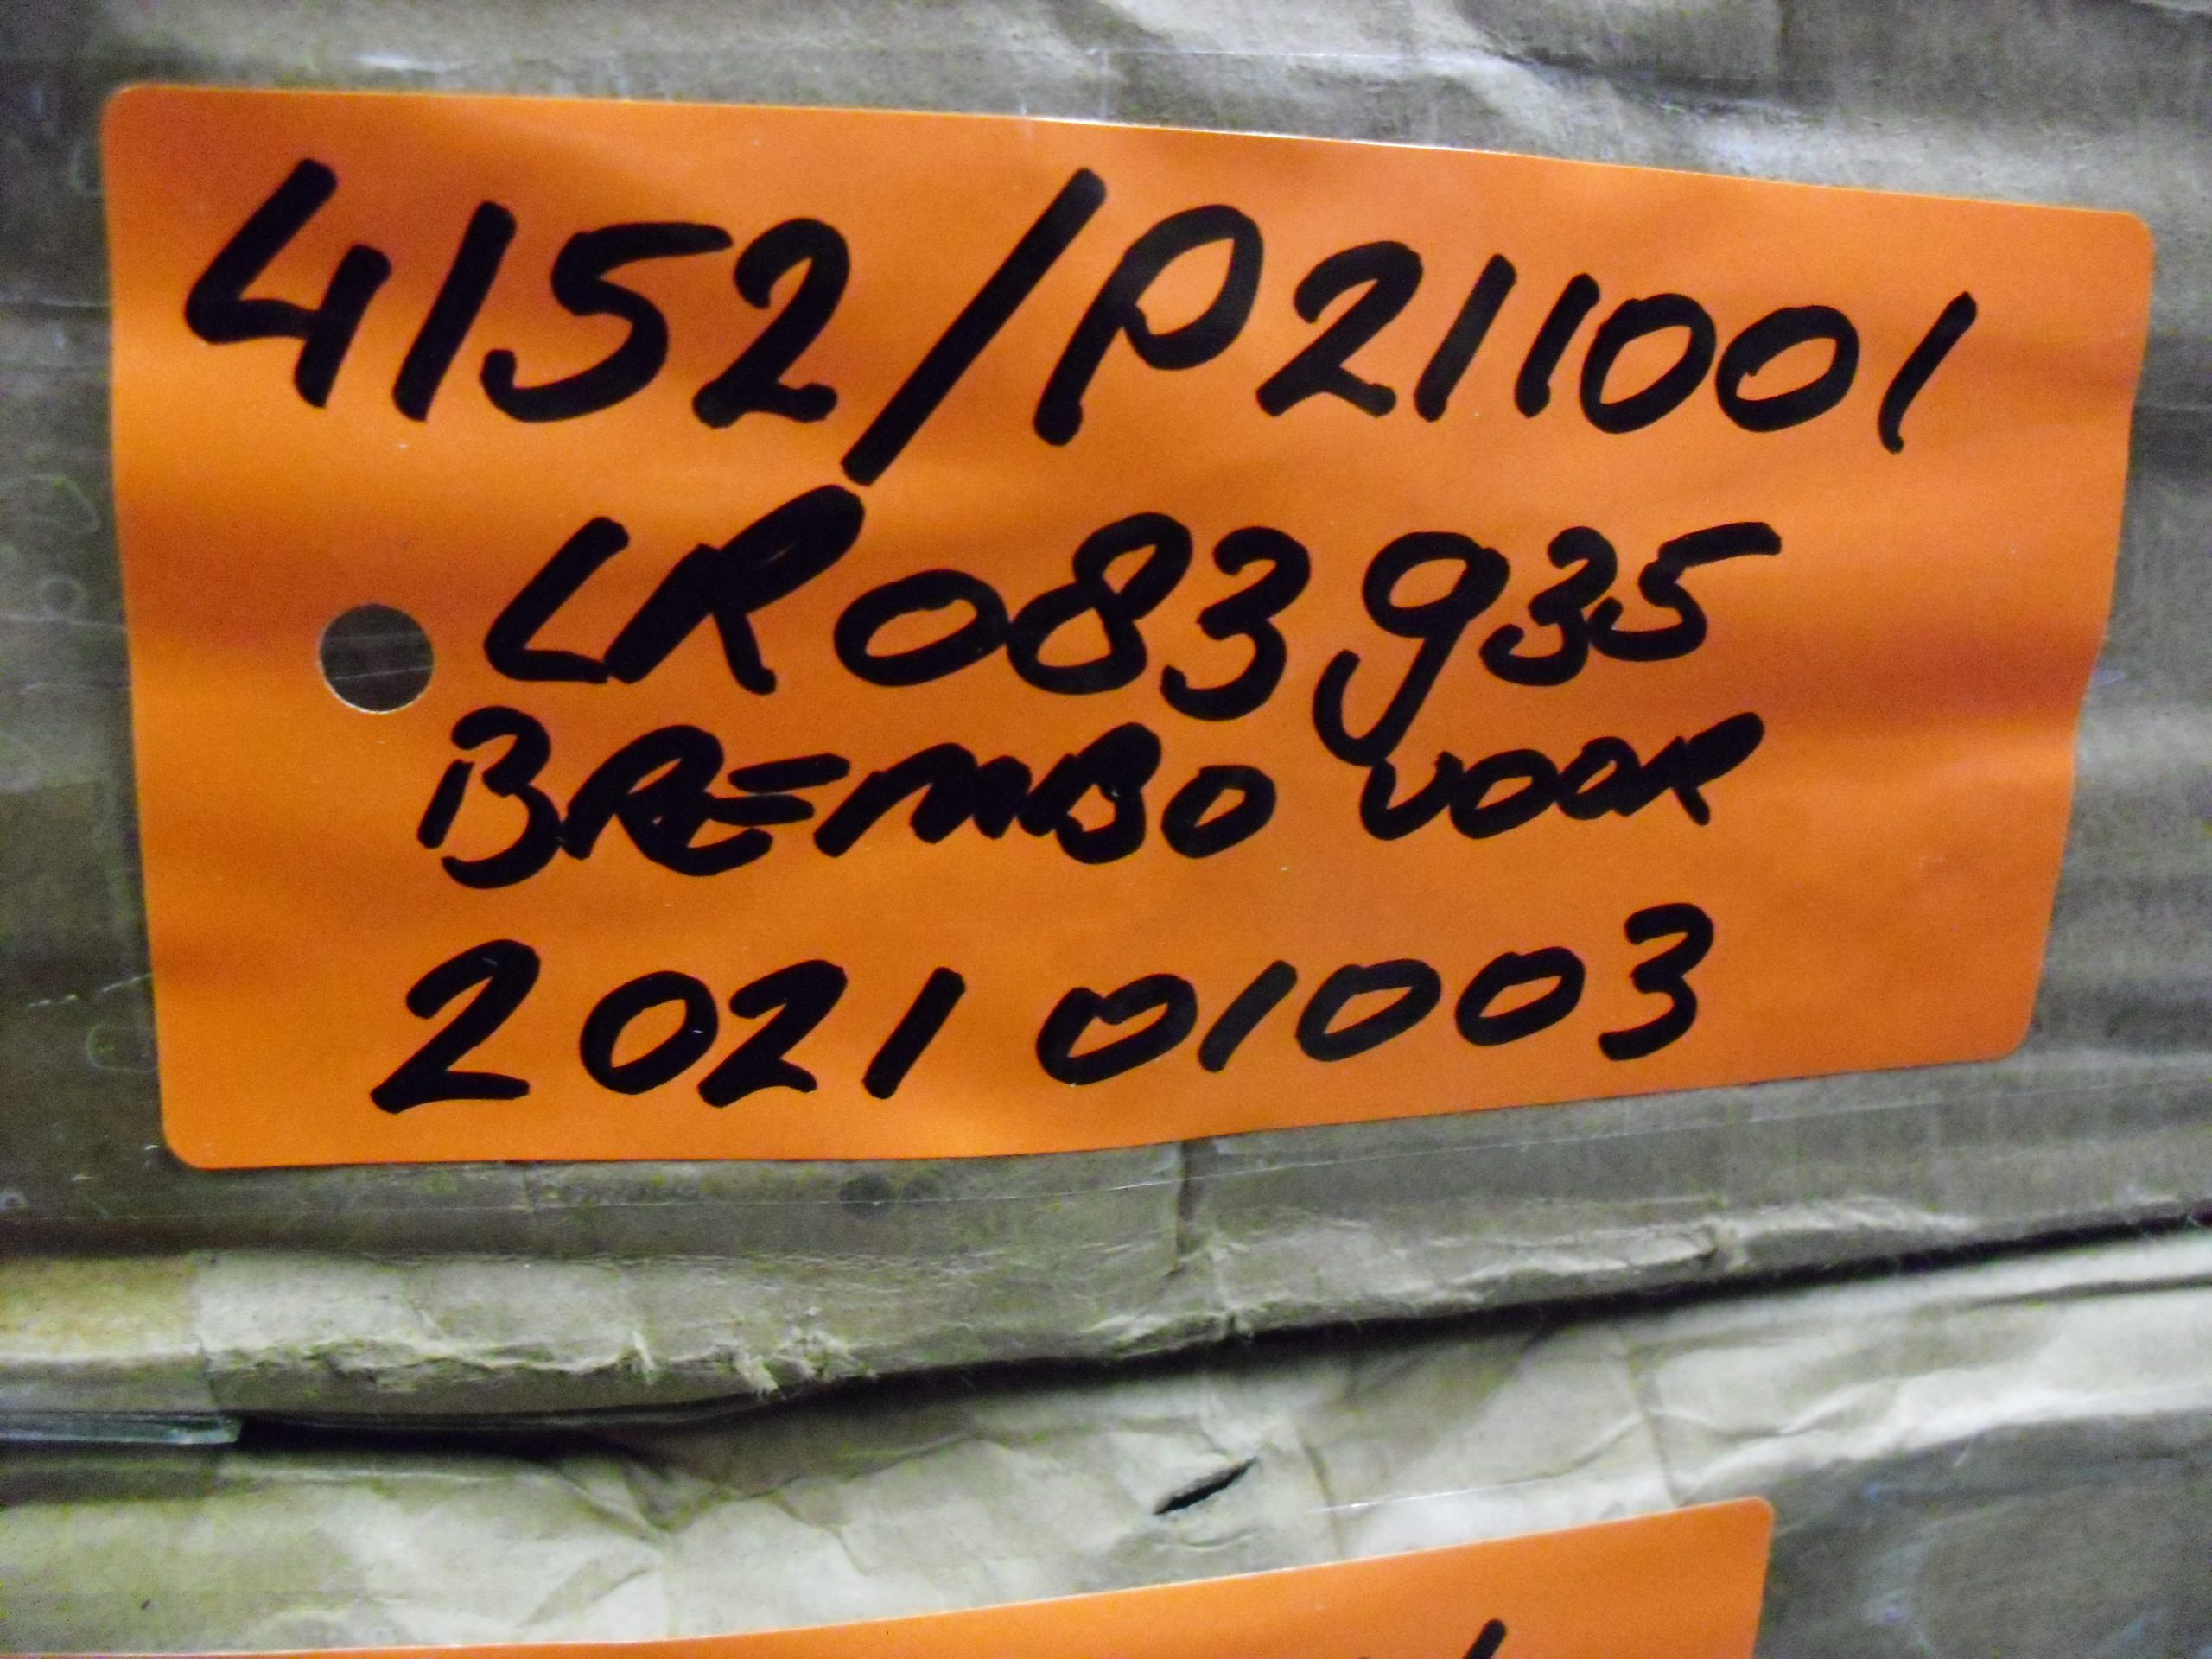 4152/P211001
LR083935
BREMBO VOOR
2021 01003